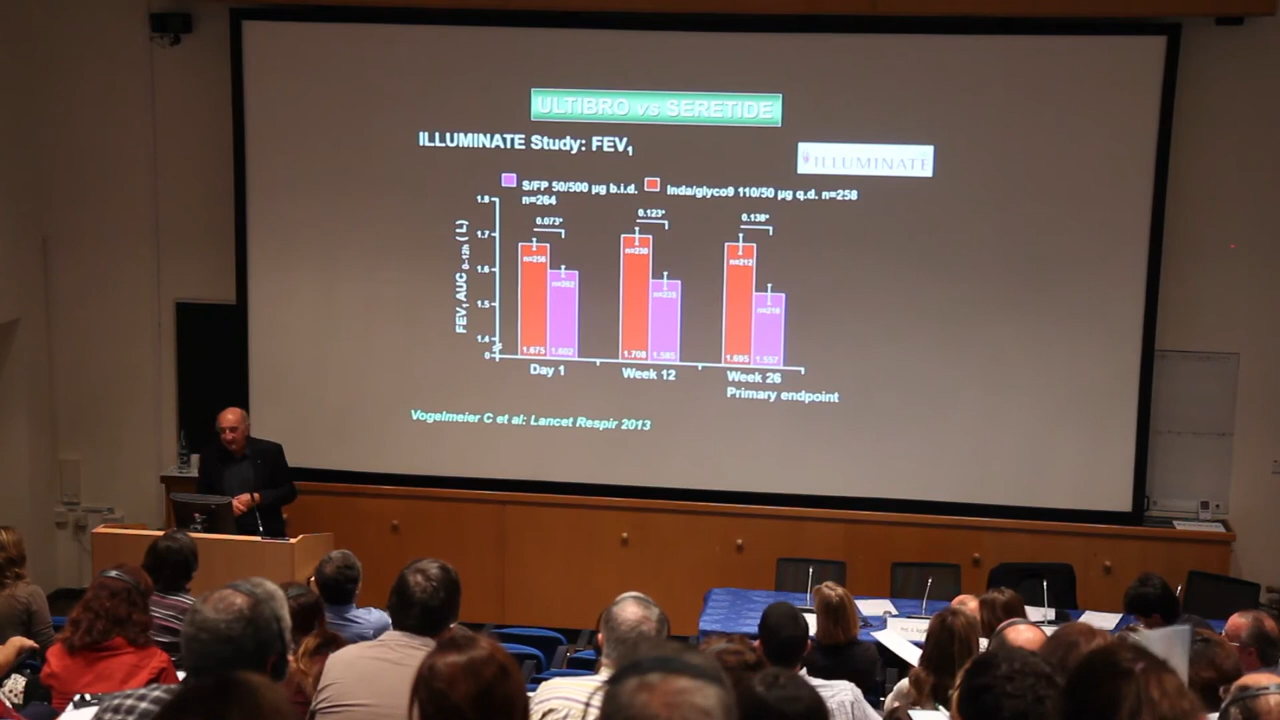 ULTIBRO vs SERETIDE
ILLUMINATE Study: FEV1
ILLUMINATE
S/FP 50/500 µg b.i.d.
n=264
Inda/glyco9 110/50 µg q.d. n=258
FEV1 AUC 0–12h (L)
1.8
1.7
1.6
1.5
1.4
0
0.073*
0.123*
0.138*
n=256
n=262
n=230
n=225
n=212
n=216
1.675
1.602
1.708
1.585
1.695
1.557
Day 1
Week 12
Week 26
Primary endpoint
Vogelmeier C et al: Lancet Respir 2013